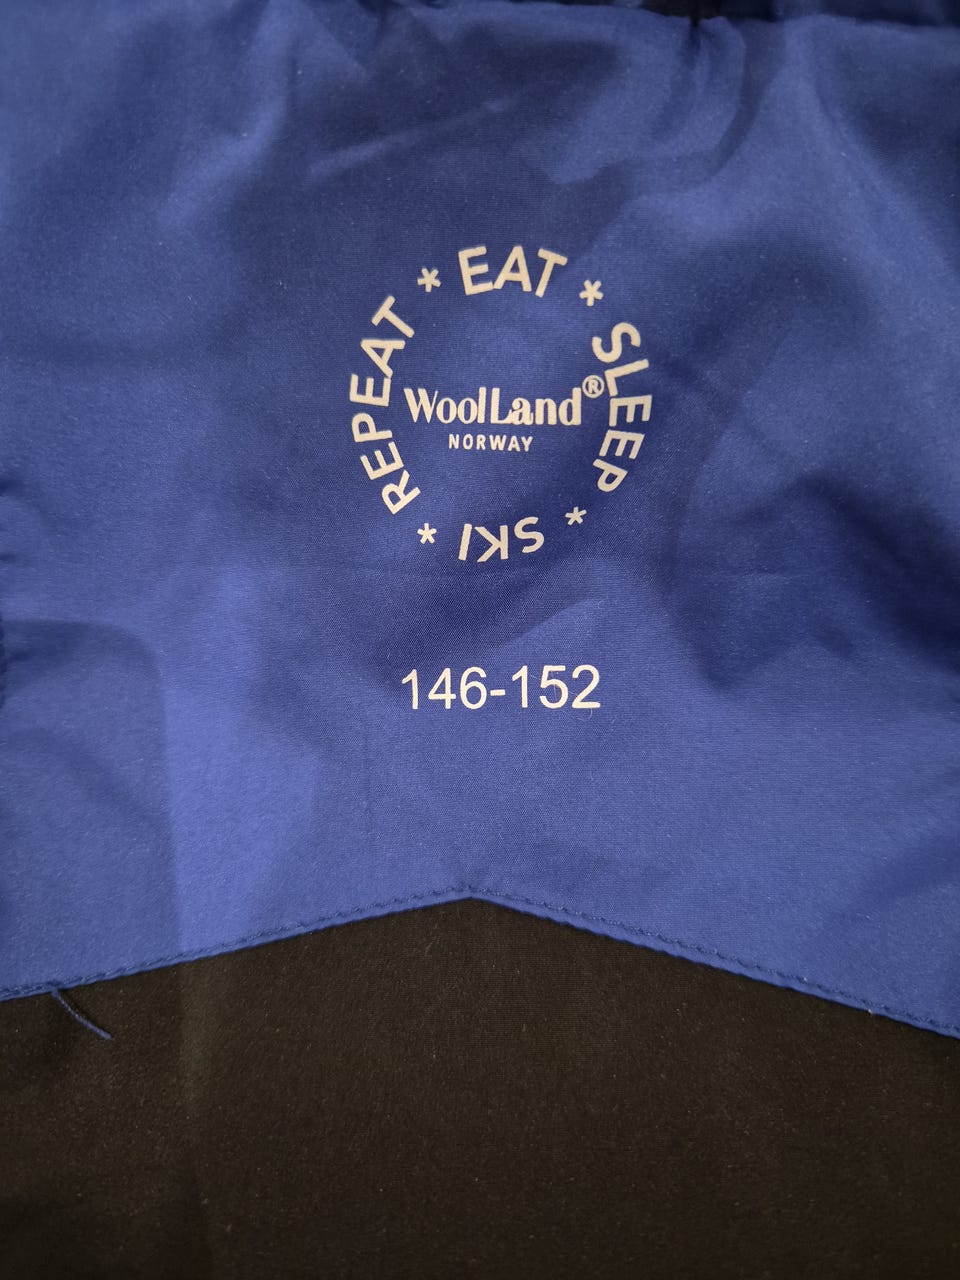 * EAT * SLEEP * SKI * REPEAT
WoolLand®
NORWAY
146-152